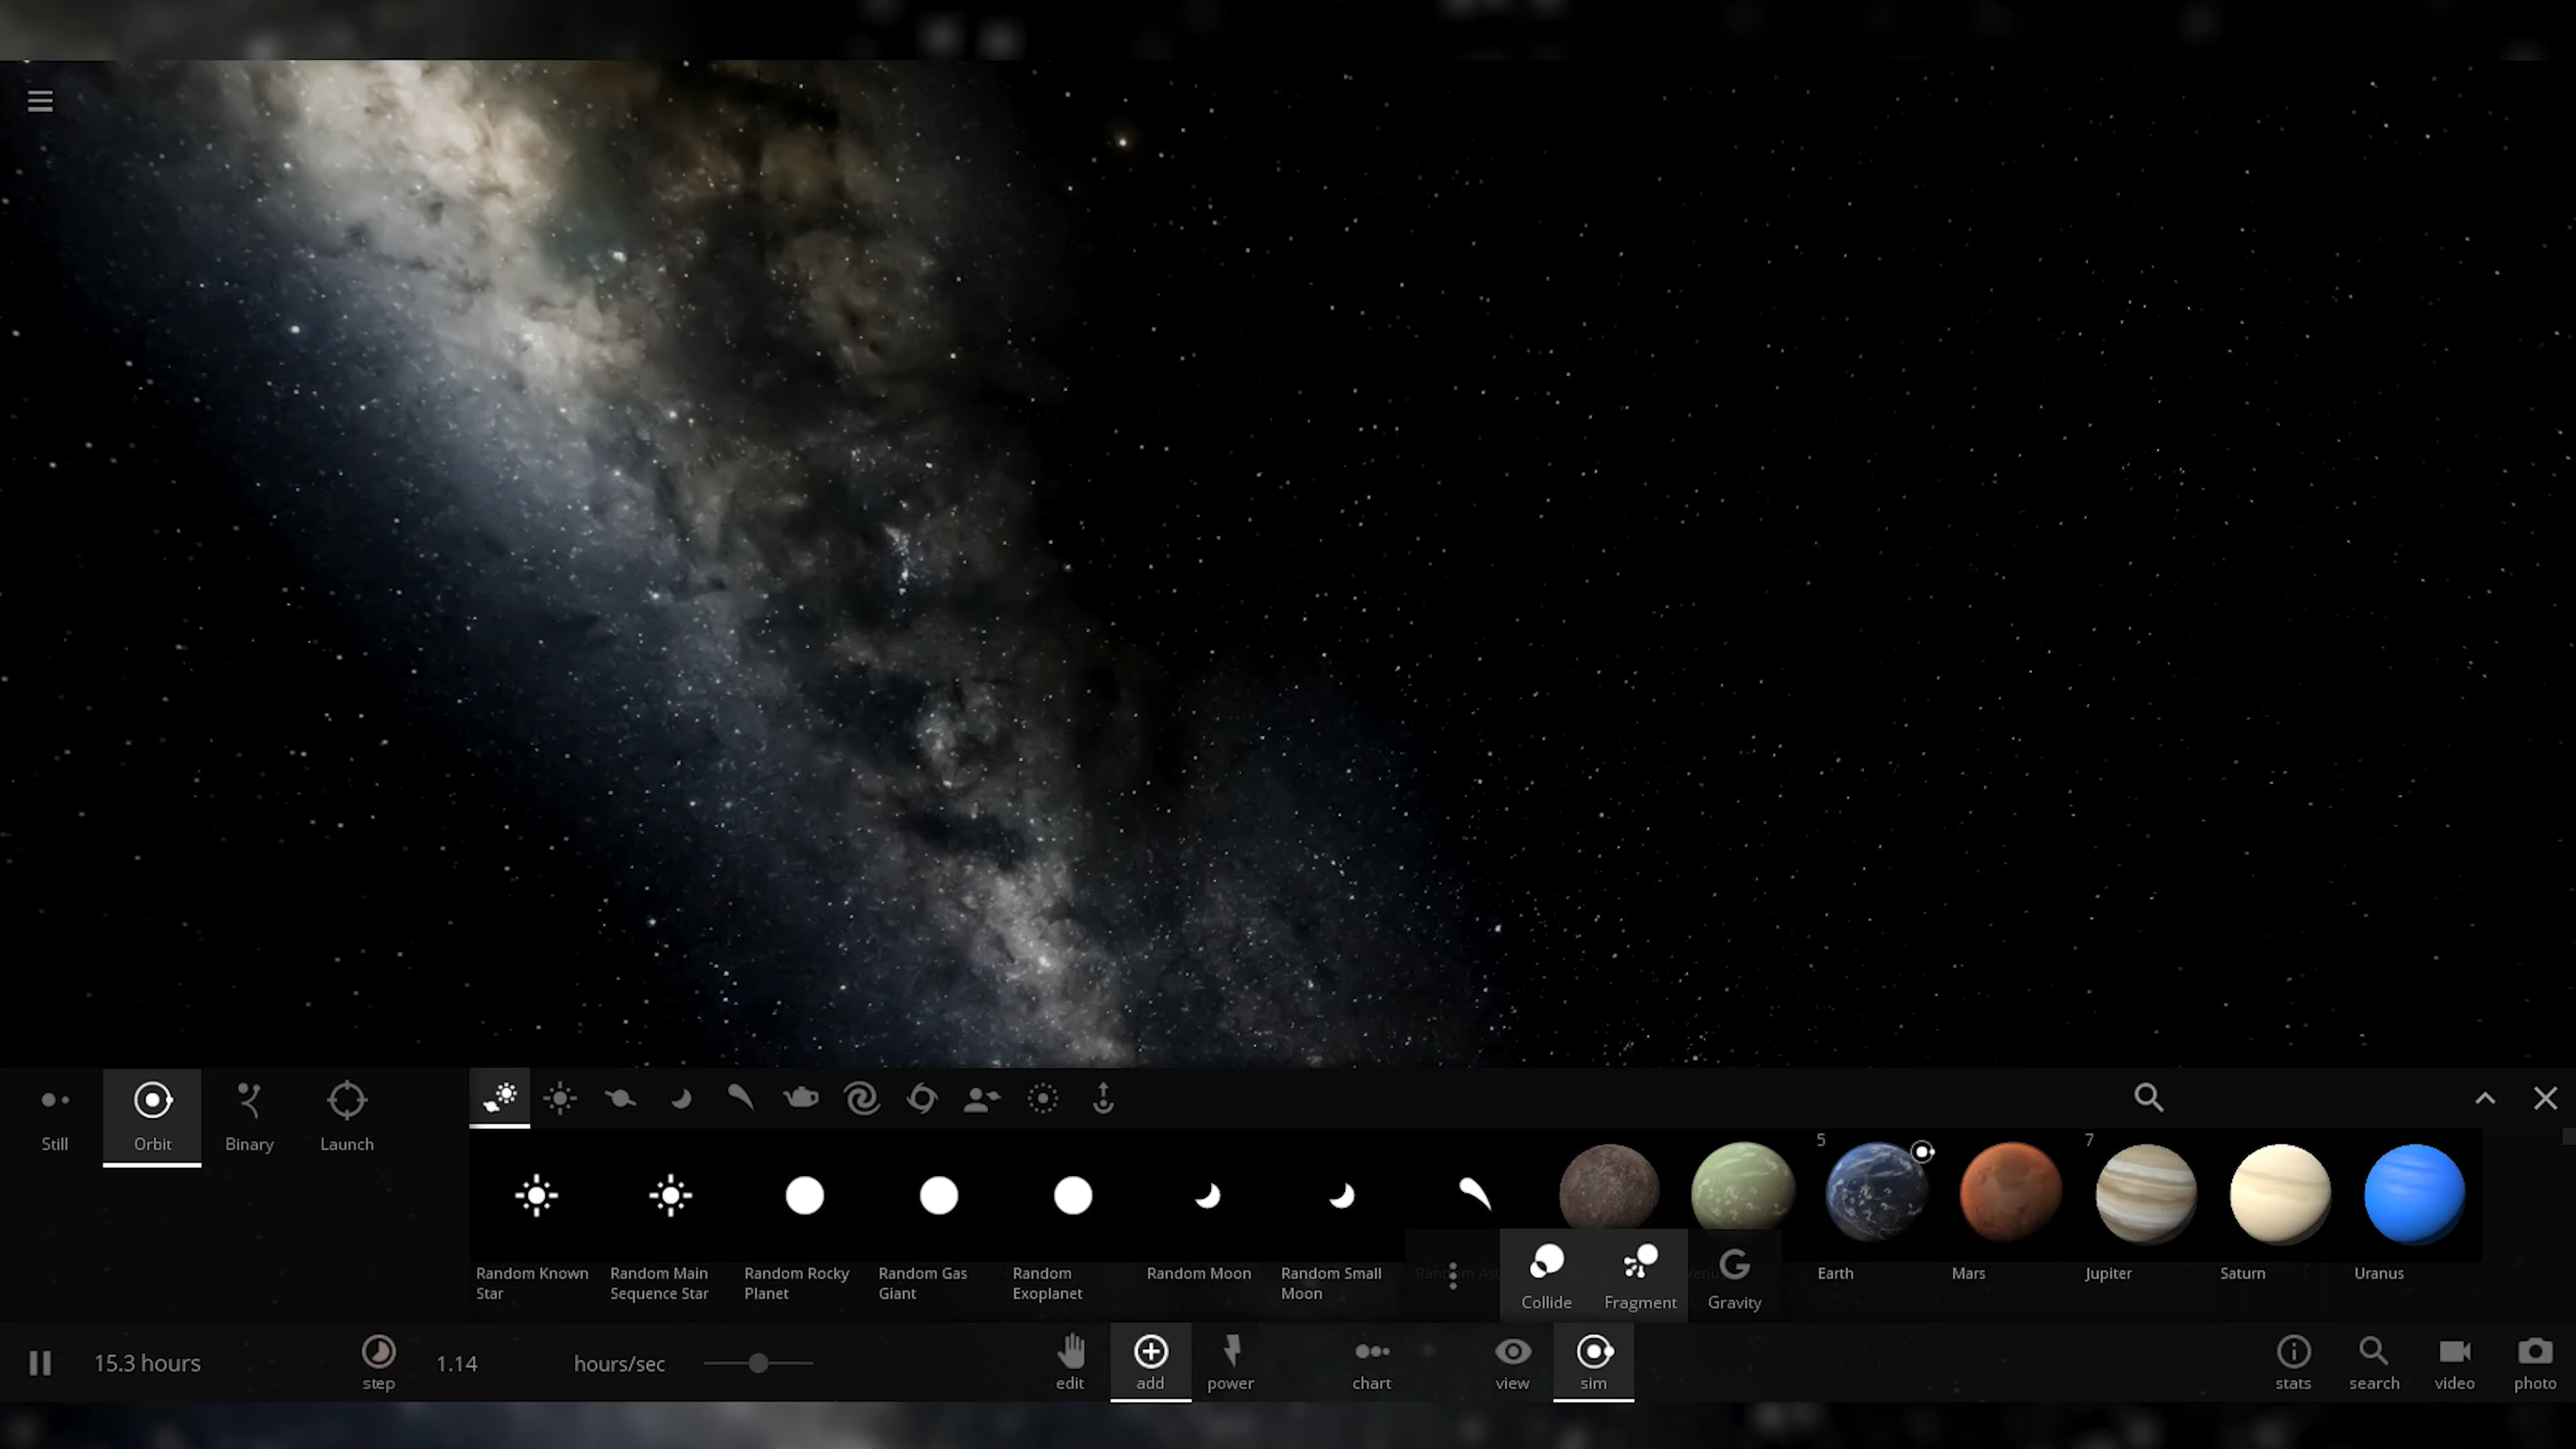 Still
Orbit
Binary
Launch
5
7
Random Known
Star
Random Main
Sequence Star
Random Rocky
Planet
Random Gas
Giant
Random
Exoplanet
Random Moon
Random Small
Moon
Random Ast
Collide
Fragment
Gravity
Earth
Mars
Jupiter
Saturn
Uranus
15.3 hours
step
1.14
hours/sec
edit
add
power
chart
view
sim
stats
search
video
photo